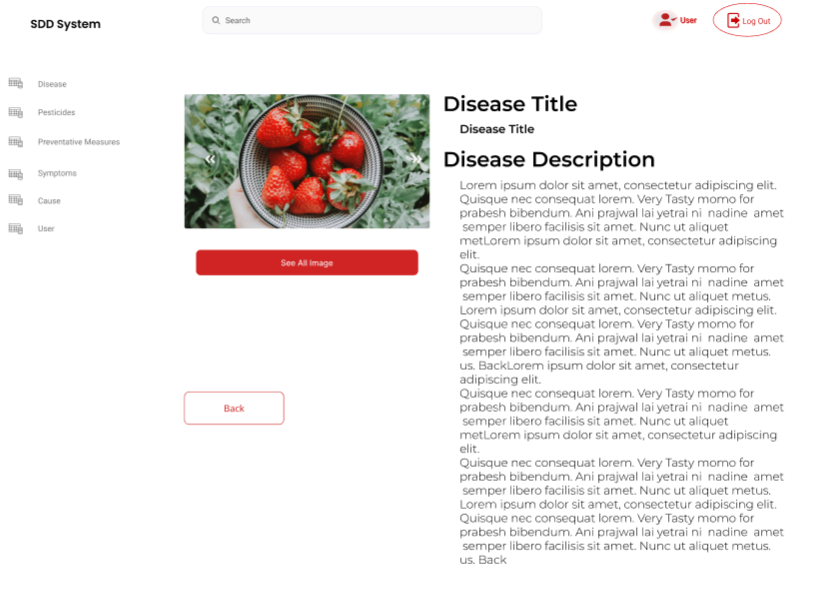 SDD System
Search
User
Log Out
Disease
Pesticides
Preventative Measures
Symptoms
Cause
User
«
»
See All Image
Back
Disease Title
Disease Title
Disease Description
Lorem ipsum dolor sit amet, consectetur adipiscing elit.
Quisque nec consequat lorem. Very Tasty momo for
prabesh bibendum. Ani prajwal lai yetrai ni  nadine  amet
semper libero facilisis sit amet. Nunc ut aliquet
metLorem ipsum dolor sit amet, consectetur adipiscing
elit.
Quisque nec consequat lorem. Very Tasty momo for
prabesh bibendum. Ani prajwal lai yetrai ni  nadine  amet
semper libero facilisis sit amet. Nunc ut aliquet metus.
Lorem ipsum dolor sit amet, consectetur adipiscing elit.
Quisque nec consequat lorem. Very Tasty momo for
prabesh bibendum. Ani prajwal lai yetrai ni  nadine  amet
semper libero facilisis sit amet. Nunc ut aliquet metus.
us. BackLorem ipsum dolor sit amet, consectetur
adipiscing elit.
Quisque nec consequat lorem. Very Tasty momo for
prabesh bibendum. Ani prajwal lai yetrai ni  nadine  amet
semper libero facilisis sit amet. Nunc ut aliquet
metLorem ipsum dolor sit amet, consectetur adipiscing
elit.
Quisque nec consequat lorem. Very Tasty momo for
prabesh bibendum. Ani prajwal lai yetrai ni  nadine  amet
semper libero facilisis sit amet. Nunc ut aliquet metus.
Lorem ipsum dolor sit amet, consectetur adipiscing elit.
Quisque nec consequat lorem. Very Tasty momo for
prabesh bibendum. Ani prajwal lai yetrai ni  nadine  amet
semper libero facilisis sit amet. Nunc ut aliquet metus.
us. Back